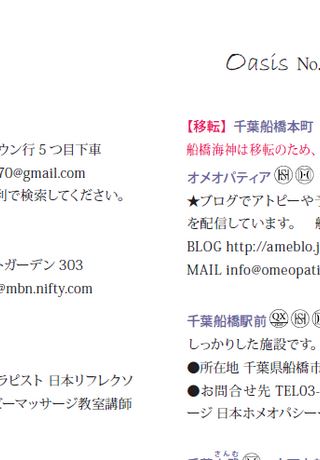 Oasis No.
ウン行 5 つ目下車
70@gmail.com
利で検索してください。
ガーデン 303
@mbn.nifty.com
ラピスト 日本リフレクソ
ビーマッサージ教室講師
【移転】千葉船橋本町
船橋海神は移転のため、
オメオパティア
★ブログでアトピーや
を配信しています。
BLOG http://ameblo.j
MAIL info@omeopati
千葉船橋駅前
しっかりした施設です。
●所在地 千葉県船橋市
●お問合せ先 TEL03-
ージ 日本ホメオパシー
さんむ